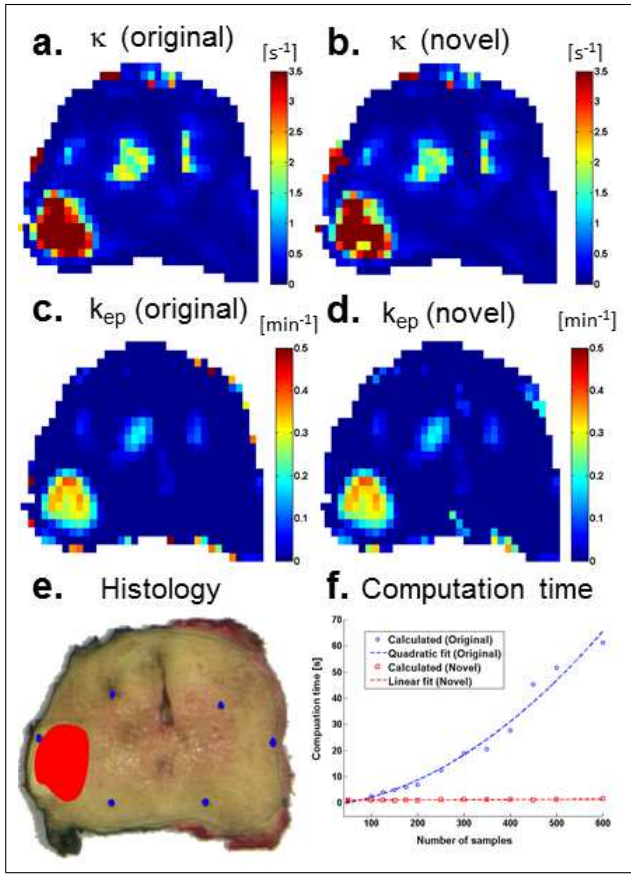 a. κ (original)
b. κ (novel)
[s-1]
3.5
3
2.5
2
1.5
1
0.5
0
[s-1]
3.5
3
2.5
2
1.5
1
0.5
0
c. kep (original)
d. kep (novel)
[min-1]
0.5
0.4
0.3
0.2
0.1
0
[min-1]
0.5
0.4
0.3
0.2
0.1
0
e. Histology
f. Computation time
Compuation time [s]
70
60
50
40
30
20
10
0
Calculated (Original)
Quadratic fit (Original)
Calculated (Novel)
Linear fit (Novel)
100 200 300 400 500 600
Number of samples